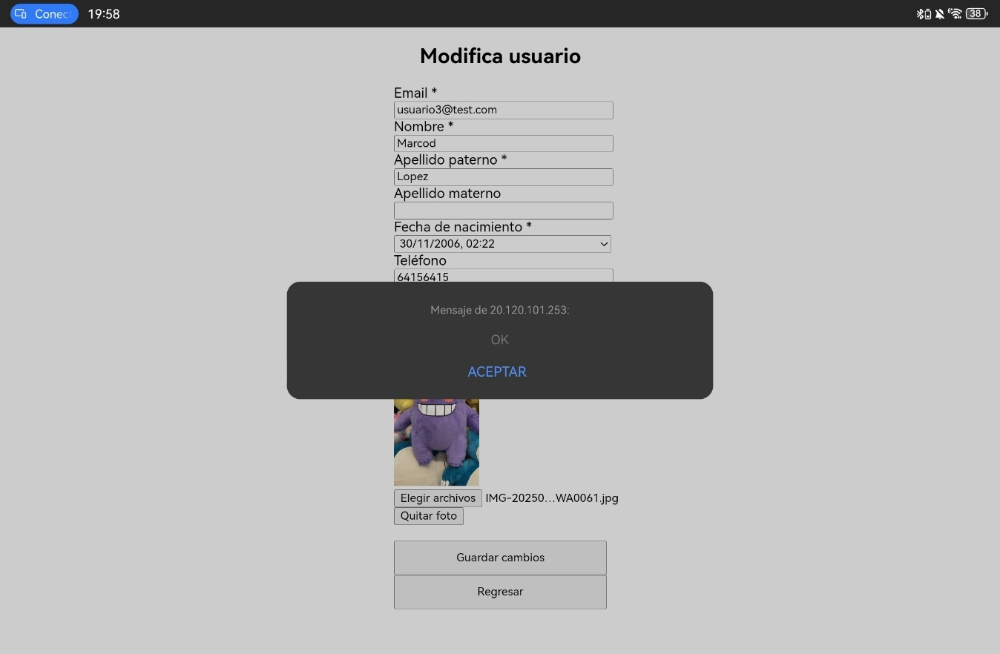 Conect 19:58 38
Modifica usuario
Email *
usuario3@test.com
Nombre *
Marcod
Apellido paterno *
Lopez
Apellido materno
Fecha de nacimiento *
30/11/2006, 02:22
Teléfono
64156415
Mensaje de 20.120.101.253:
OK
ACEPTAR
Elegir archivos IMG-20250...WA0061.jpg
Quitar foto
Guardar cambios
Regresar